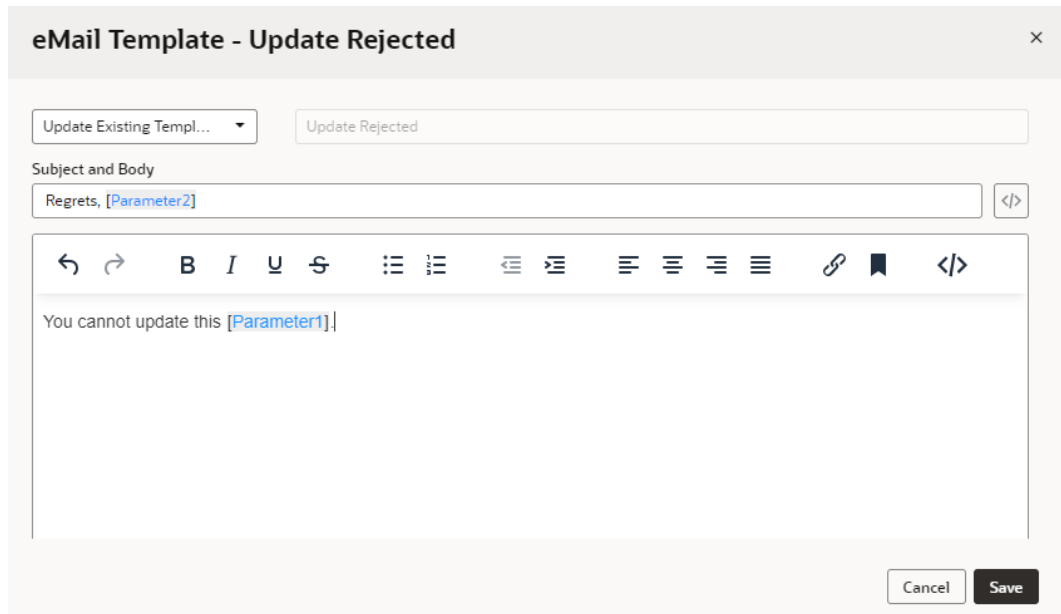 eMail Template - Update Rejected
Update Existing Templ... Update Rejected
Subject and Body
Regrets, [Parameter2]
You cannot update this [Parameter1].
Cancel Save